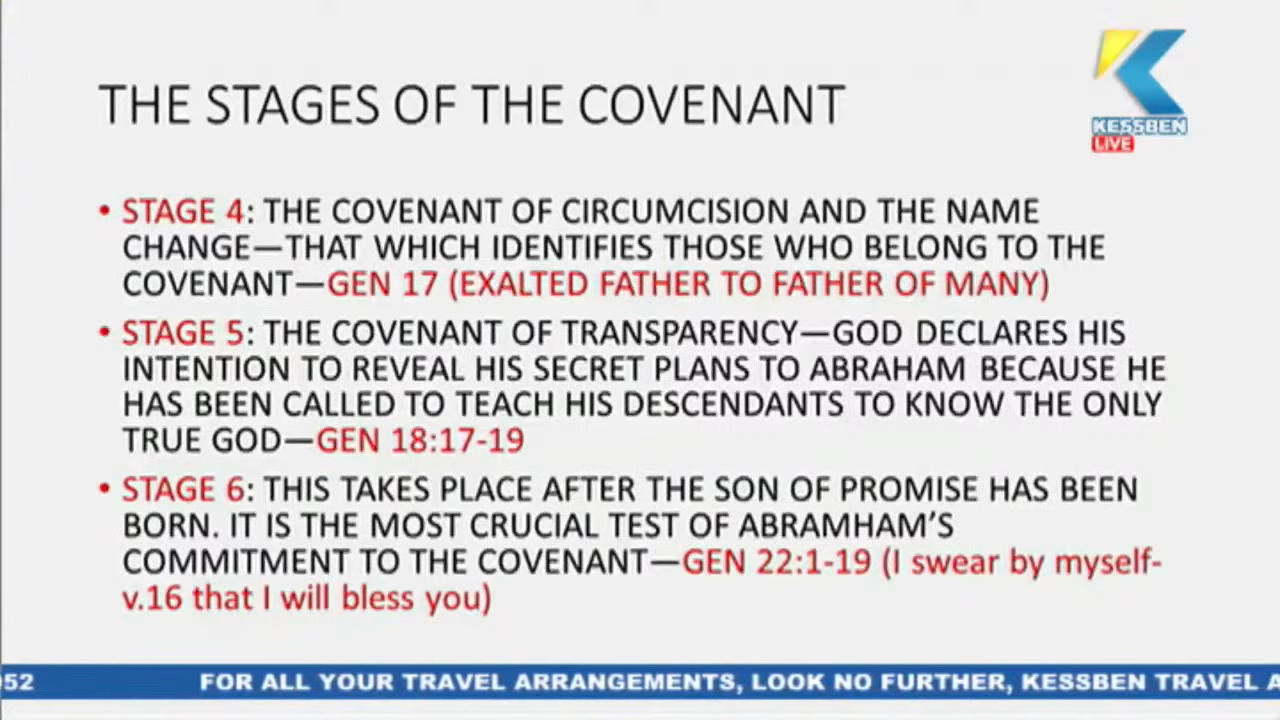 THE STAGES OF THE COVENANT
KESSBEN
LIVE
• STAGE 4: THE COVENANT OF CIRCUMCISION AND THE NAME
CHANGE—THAT WHICH IDENTIFIES THOSE WHO BELONG TO THE
COVENANT—GEN 17 (EXALTED FATHER TO FATHER OF MANY)
• STAGE 5: THE COVENANT OF TRANSPARENCY—GOD DECLARES HIS
INTENTION TO REVEAL HIS SECRET PLANS TO ABRAHAM BECAUSE HE
HAS BEEN CALLED TO TEACH HIS DESCENDANTS TO KNOW THE ONLY
TRUE GOD—GEN 18:17-19
• STAGE 6: THIS TAKES PLACE AFTER THE SON OF PROMISE HAS BEEN
BORN. IT IS THE MOST CRUCIAL TEST OF ABRAMHAM'S
COMMITMENT TO THE COVENANT—GEN 22:1-19 (I swear by myself-
v.16 that I will bless you)
52 FOR ALL YOUR TRAVEL ARRANGEMENTS, LOOK NO FURTHER, KESSBEN TRAVEL